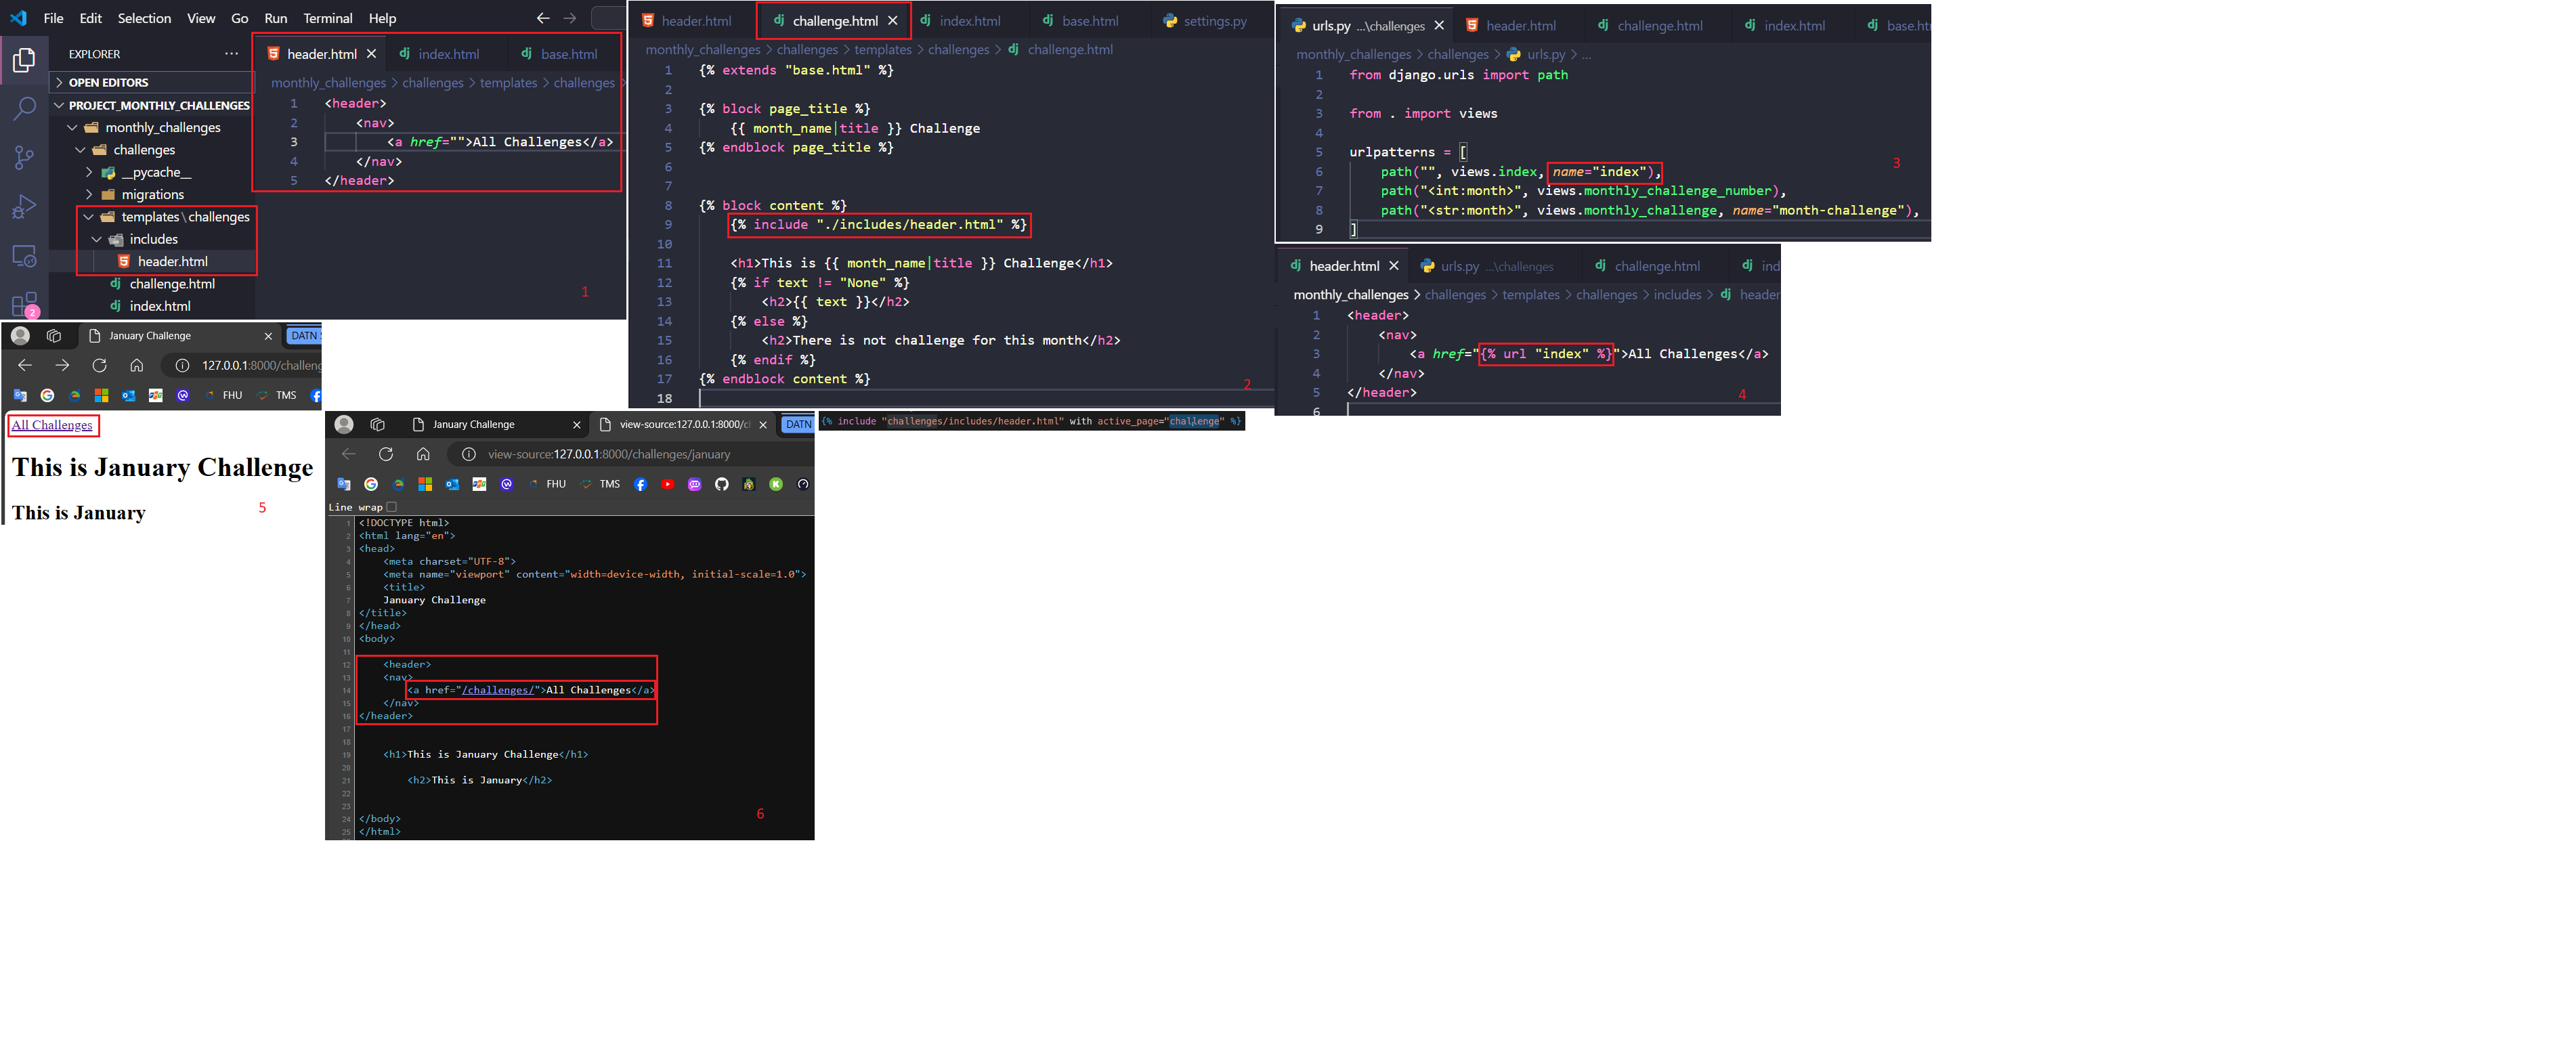 File Edit Selection View Go Run Terminal Help
EXPLORER
OPEN EDITORS
PROJECT_MONTHLY_CHALLENGES
monthly_challenges
challenges
__pycache__
migrations
templates\challenges
includes
header.html
challenge.html
index.html
2
header.html index.html base.html
monthly_challenges > challenges > templates > challenges >
1 <header>
2 <nav>
3 <a href="">All Challenges</a>
4 </nav>
5 </header>
1
header.html challenge.html index.html base.html settings.py
monthly_challenges > challenges > templates > challenges > challenge.html
1 {% extends "base.html" %}
2
3 {% block page_title %}
4 {{ month_name|title }} Challenge
5 {% endblock page_title %}
6
7
8 {% block content %}
9 {% include "./includes/header.html" %}
10
11 <h1>This is {{ month_name|title }} Challenge</h1>
12 {% if text != "None" %}
13 <h2>{{ text }}</h2>
14 {% else %}
15 <h2>There is not challenge for this month</h2>
16 {% endif %}
17 {% endblock content %}
18
2
urls.py ...\challenges header.html challenge.html index.html base.htm
monthly_challenges > challenges > urls.py > ...
1 from django.urls import path
2
3 from . import views
4
5 urlpatterns = [
6 path("", views.index, name="index"),
7 path("<int:month>", views.monthly_challenge_number),
8 path("<str:month>", views.monthly_challenge, name="month-challenge"),
9 ]
3
header.html urls.py ...\challenges challenge.html ind
monthly_challenges > challenges > templates > challenges > includes > header
1 <header>
2 <nav>
3 <a href="{% url "index" %}">All Challenges</a>
4 </nav>
5 </header>
6
4
January Challenge DATN
127.0.0.1:8000/challeng
FHU TMS
All Challenges
This is January Challenge
This is January
5
January Challenge view-source:127.0.0.1:8000/cl DATN
view-source:127.0.0.1:8000/challenges/january
FHU TMS
Line wrap
1 <!DOCTYPE html>
2 <html lang="en">
3 <head>
4 <meta charset="UTF-8">
5 <meta name="viewport" content="width=device-width, initial-scale=1.0">
6 <title>
7 January Challenge
8 </title>
9 </head>
10 <body>
11
12 <header>
13 <nav>
14 <a href="/challenges/">All Challenges</a>
15 </nav>
16 </header>
17
18
19 <h1>This is January Challenge</h1>
20
21 <h2>This is January</h2>
22
23
24 </body>
25 </html>
6
{% include "challenges/includes/header.html" with active_page="challenge" %}